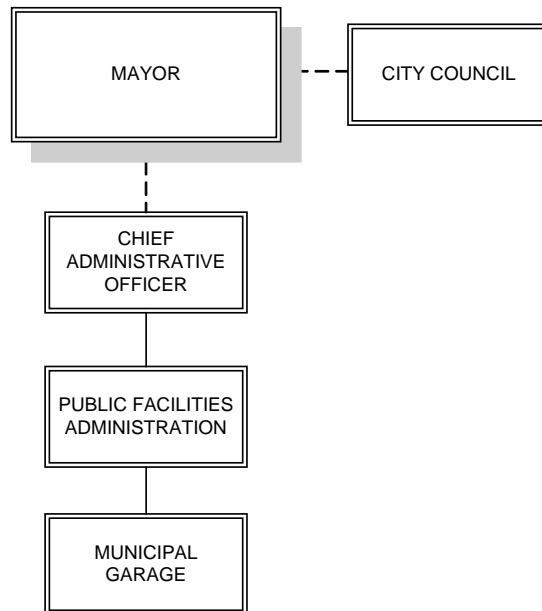 MAYOR
CITY COUNCIL
CHIEF
ADMINISTRATIVE
OFFICER
PUBLIC FACILITIES
ADMINISTRATION
MUNICIPAL
GARAGE